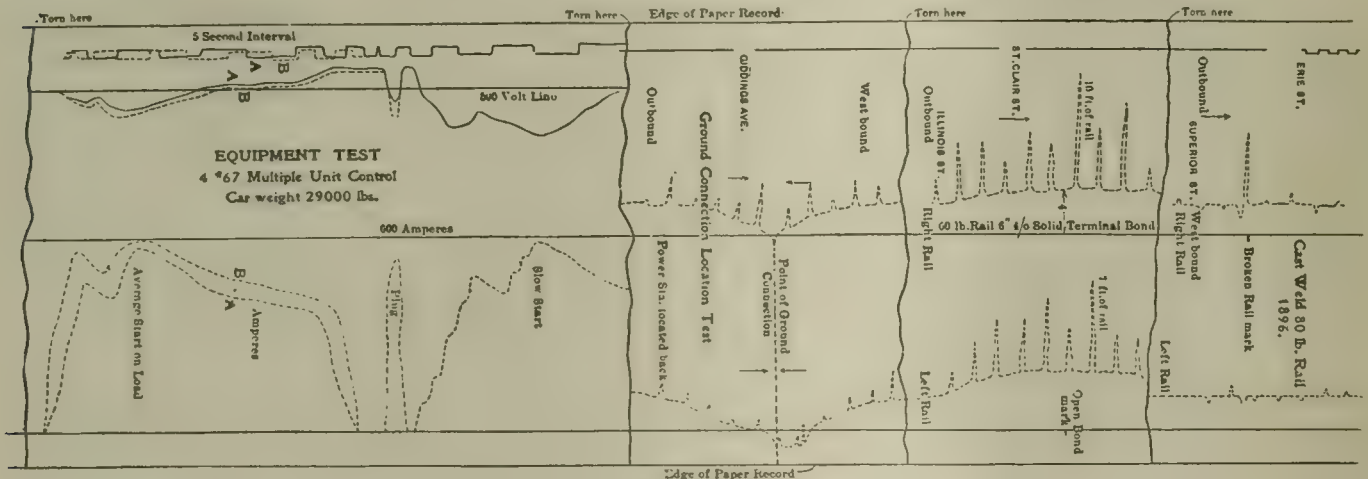 Torn here
Torn here
Edge of Paper Record
Torn here
Torn here
5 Second Interval
A
B
A
B
500 Volt Line
EQUIPMENT TEST
4 #67 Multiple Unit Control
Car weight 29000 lbs.
600 Amperes
Average Start on Load
B
A
Amperes
Plug
Slow Start
Outbound
GIDDINGS AVE.
West bound
Ground Connection Location Test
Power Sta. located back
Point of Ground
Connection
Outbound
ILLINOIS ST.
ST. CLAIR ST.
10 ft. of rail
Right Rail
60 lb. Rail 6" 4/0 Solid Terminal Bond
7 ft. of rail
Left Rail
Open Bond
mark
Outbound
SUPERIOR ST.
ERIE ST.
West bound
Right Rail
Broken Rail mark
Cast Weld 80 lb. Rail
1896.
Left Rail
Edge of Paper Record